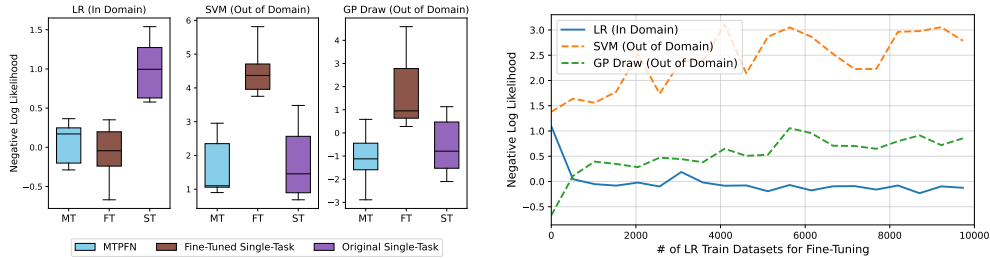 LR (In Domain)
SVM (Out of Domain)
GP Draw (Out of Domain)
Negative Log Likelihood
1.5
1.0
0.5
0.0
−0.5
MT
FT
ST
6
5
4
3
2
1
MT
FT
ST
4
3
2
1
0
−1
−2
−3
MT
FT
ST
MTPFN
Fine-Tuned Single-Task
Original Single-Task
Negative Log Likelihood
3.0
2.5
2.0
1.5
1.0
0.5
0.0
−0.5
LR (In Domain)
SVM (Out of Domain)
GP Draw (Out of Domain)
0
2000
4000
6000
8000
10000
# of LR Train Datasets for Fine-Tuning